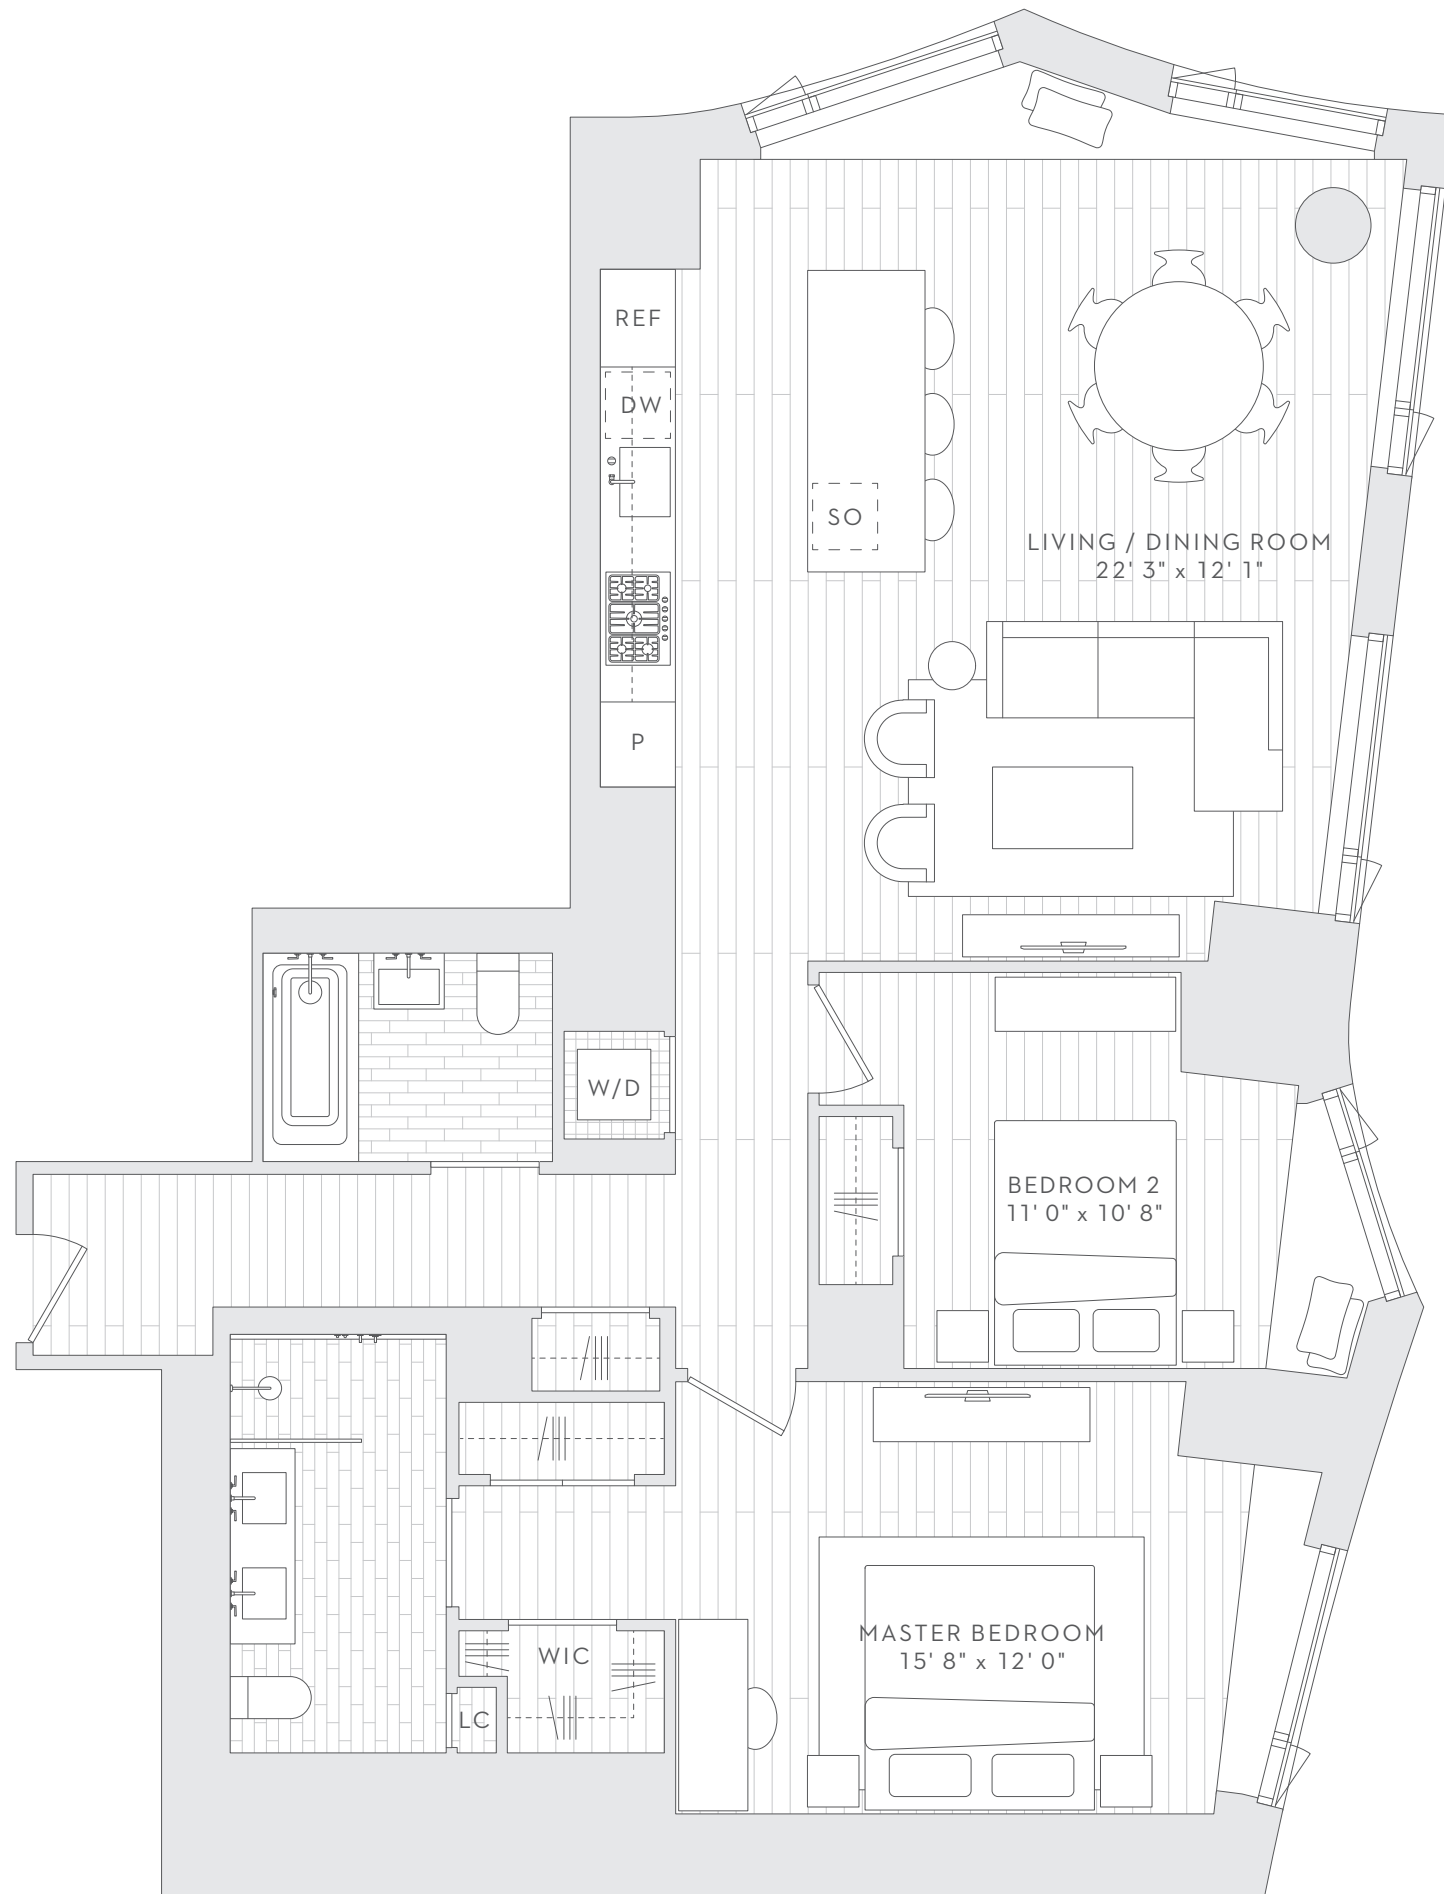 REF
DW
SO
LIVING / DINING ROOM
22' 3" x 12' 1"
P
W/D
BEDROOM 2
11' 0" x 10' 8"
MASTER BEDROOM
15' 8" x 12' 0"
WIC
LC